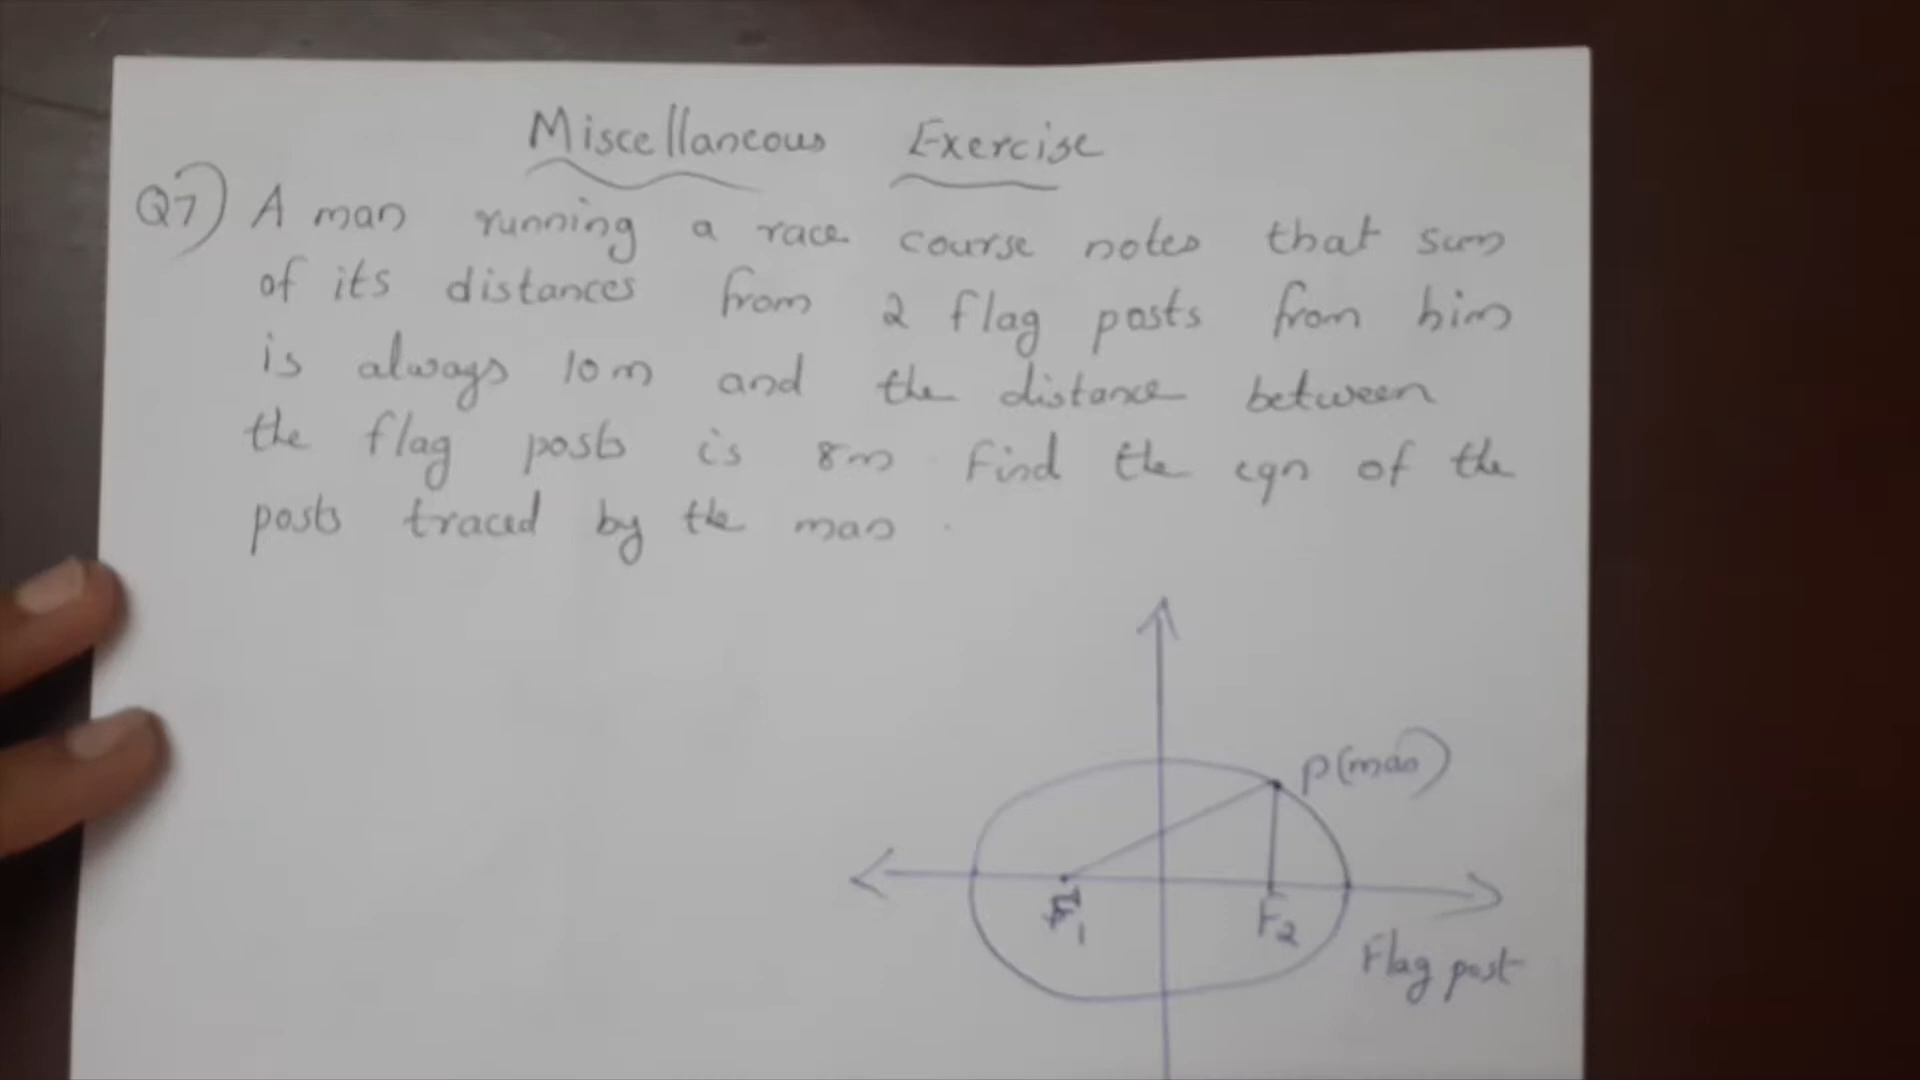 Miscellaneous Exercise
Q7) A man running a race course notes that sum
of its distances from 2 flag posts from him
is always 10m and the distance between
the flag posts is 8m. Find the eqn of the
posts traced by the man.
P(man)
F1
F2
Flag post